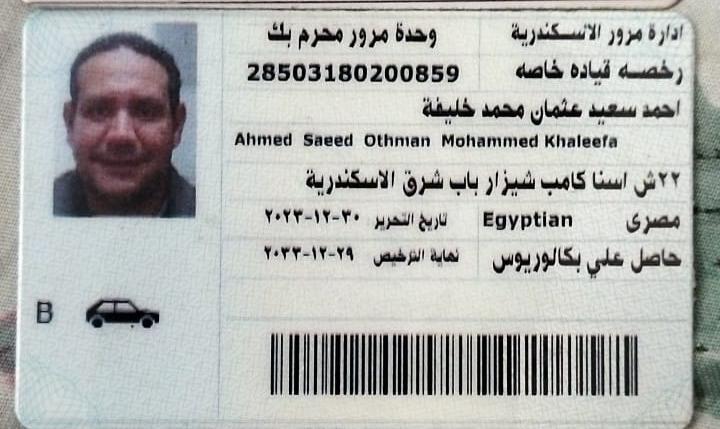 ادارة مرور الاسكندرية وحدة مرور محرم بك
رخصه قياده خاصه 28503180200859
احمد سعيد عثمان محمد خليفة
Ahmed Saeed Othman Mohammed Khaleefa
٢٢ش اسنا كامب شيزار باب شرق الاسكندرية
مصرى Egyptian تاريخ التحرير ٢٠٢٣-١٢-٣٠
حاصل علي بكالوريوس نهاية الترخيص ٢٠٣٣-١٢-٢٩
B